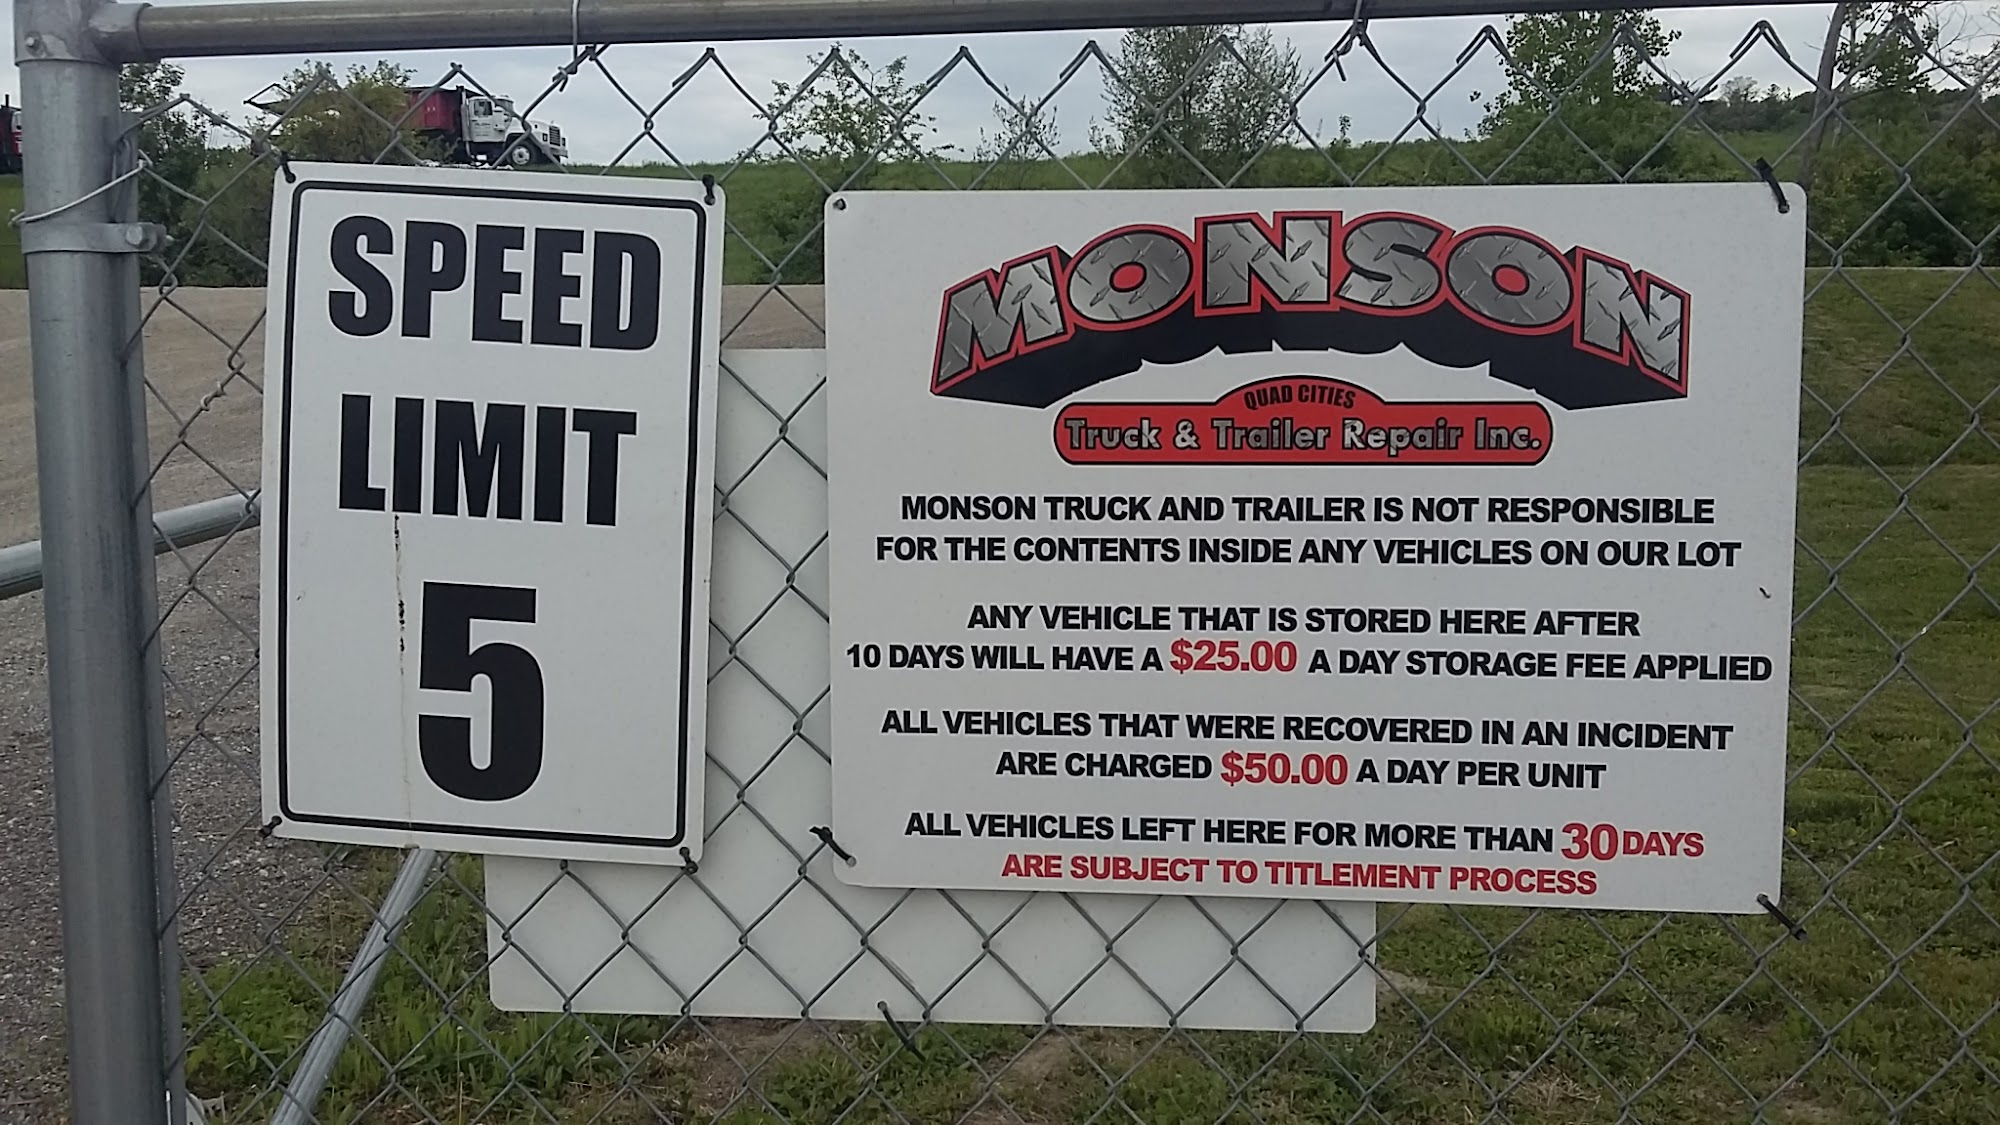 SPEED
LIMIT
5
MONSON
QUAD CITIES
Truck & Trailer Repair Inc.
MONSON TRUCK AND TRAILER IS NOT RESPONSIBLE
FOR THE CONTENTS INSIDE ANY VEHICLES ON OUR LOT
ANY VEHICLE THAT IS STORED HERE AFTER
10 DAYS WILL HAVE A $25.00 A DAY STORAGE FEE APPLIED
ALL VEHICLES THAT WERE RECOVERED IN AN INCIDENT
ARE CHARGED $50.00 A DAY PER UNIT
ALL VEHICLES LEFT HERE FOR MORE THAN 30 DAYS
ARE SUBJECT TO TITLEMENT PROCESS